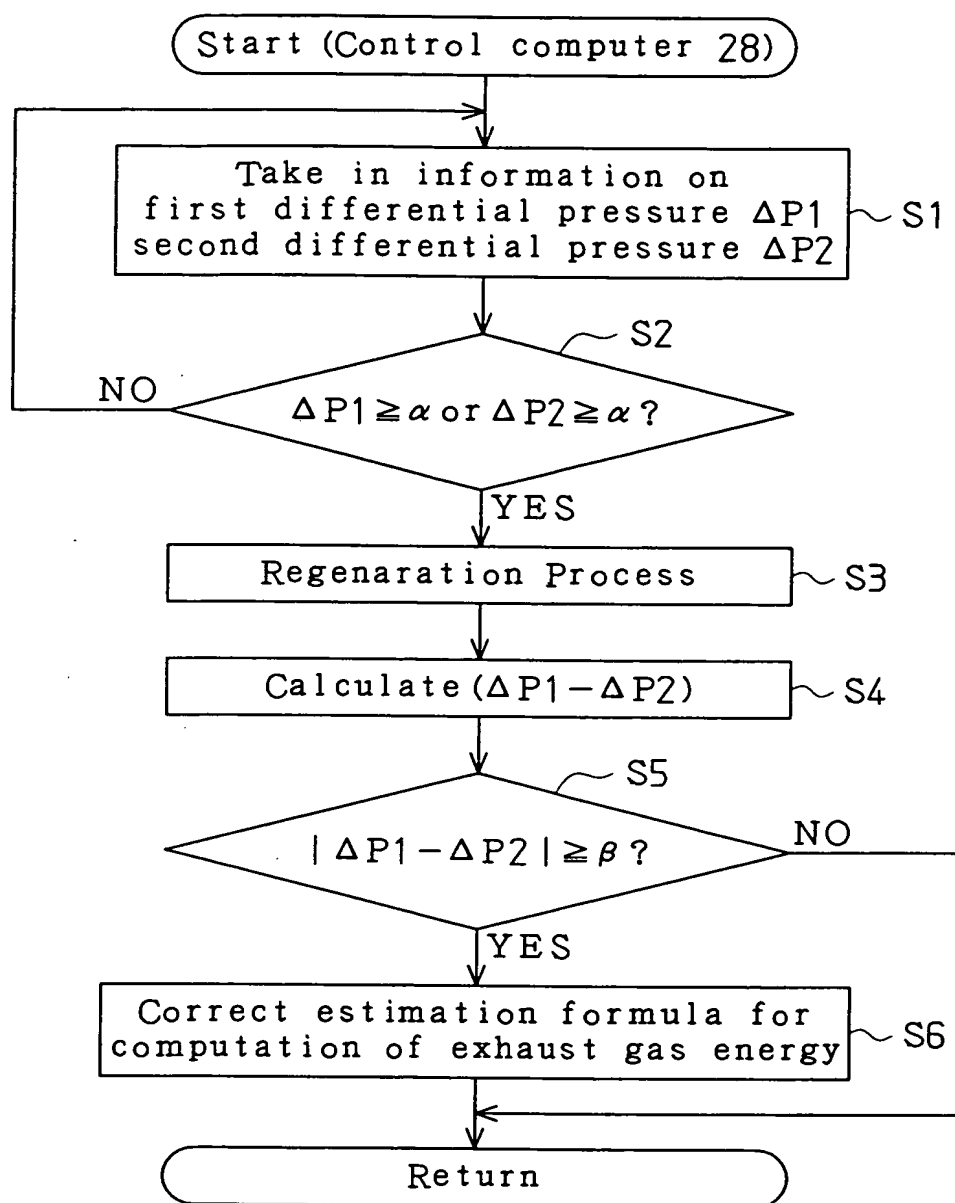 Start (Control computer 28)
Take in information on
first differential pressure ΔP1
second differential pressure ΔP2
S1
S2
NO
ΔP1≧α or ΔP2≧α?
YES
Regenaration Process
S3
Calculate (ΔP1−ΔP2)
S4
S5
NO
|ΔP1−ΔP2|≧β?
YES
Correct estimation formula for
computation of exhaust gas energy
S6
Return